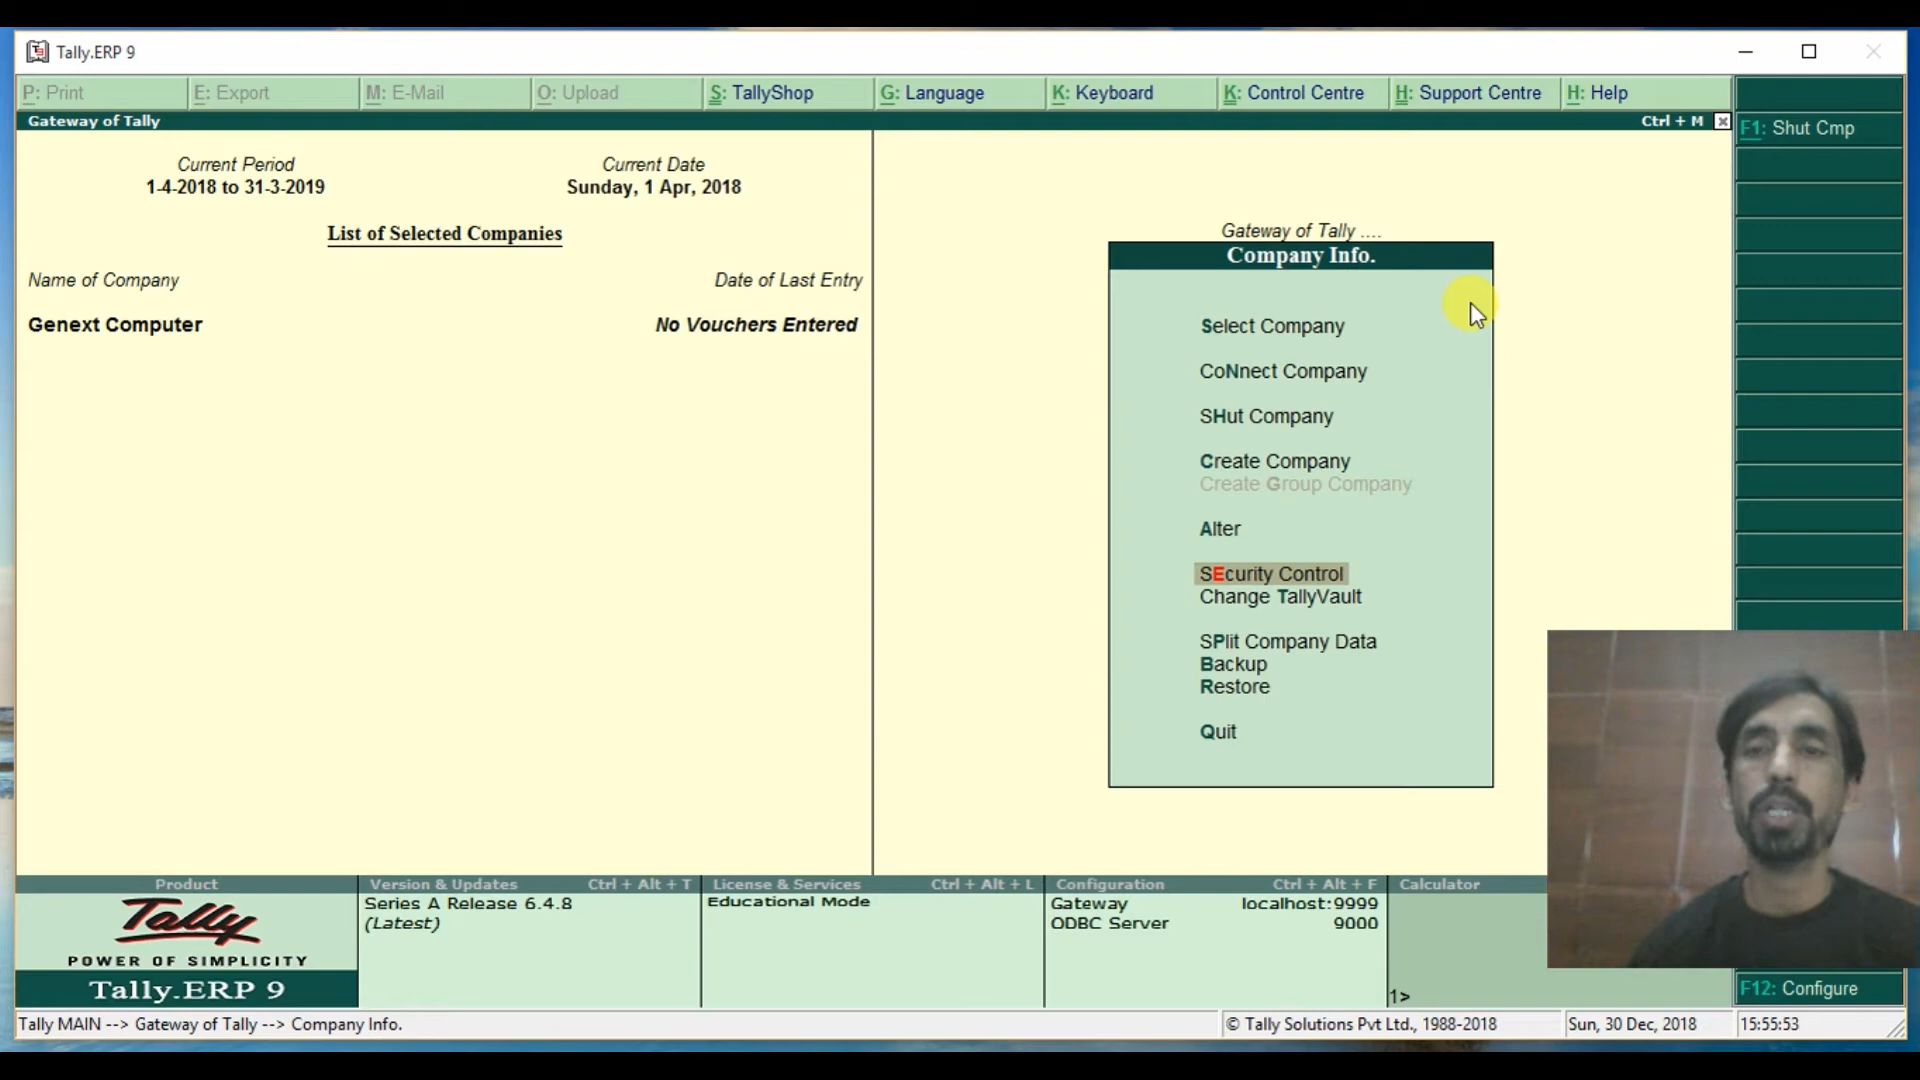 Tally.ERP 9
P: Print
E: Export
M: E-Mail
O: Upload
S: TallyShop
G: Language
K: Keyboard
K: Control Centre
H: Support Centre
H: Help
Gateway of Tally
Ctrl + M
F1: Shut Cmp
Current Period
1-4-2018 to 31-3-2019
Current Date
Sunday, 1 Apr, 2018
List of Selected Companies
Name of Company
Date of Last Entry
Genext Computer
No Vouchers Entered
Gateway of Tally ....
Company Info.
Select Company
CoNnect Company
SHut Company
Create Company
Create Group Company
Alter
SEcurity Control
Change TallyVault
SPlit Company Data
Backup
Restore
Quit
Product
Tally
POWER OF SIMPLICITY
Tally.ERP 9
Version & Updates
Ctrl + Alt + T
Series A Release 6.4.8
(Latest)
License & Services
Ctrl + Alt + L
Educational Mode
Configuration
Ctrl + Alt + F
Gateway
localhost:9999
ODBC Server
9000
Calculator
1>
F12: Configure
Tally MAIN --> Gateway of Tally --> Company Info.
© Tally Solutions Pvt Ltd., 1988-2018
Sun, 30 Dec, 2018
15:55:53